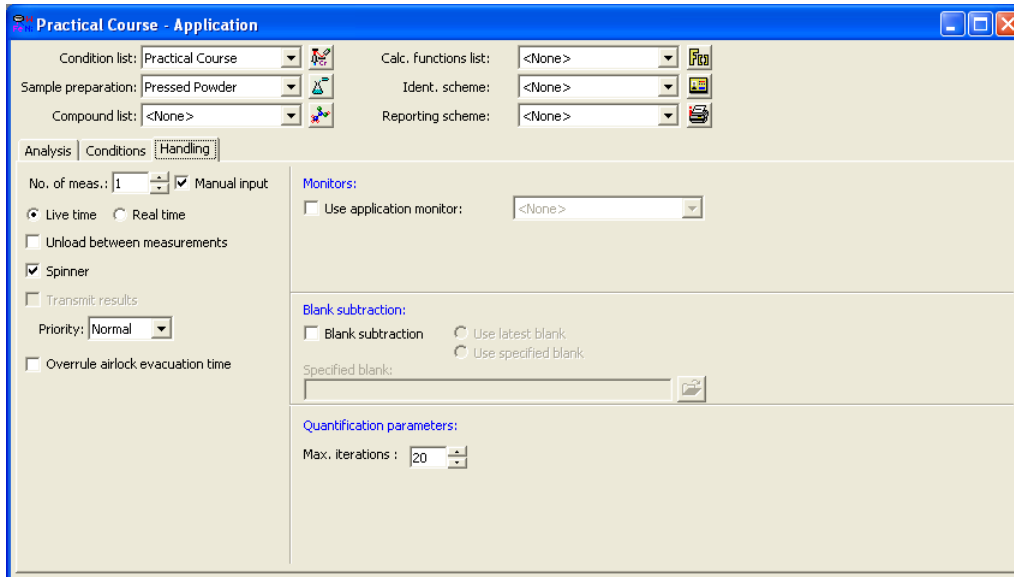 Practical Course - Application
Condition list: Practical Course
Calc. functions list: <None>
Sample preparation: Pressed Powder
Ident. scheme: <None>
Compound list: <None>
Reporting scheme: <None>
Analysis Conditions Handling
No. of meas.: 1 Manual input
Live time Real time
Unload between measurements
Spinner
Transmit results
Priority: Normal
Overrule airlock evacuation time
Monitors:
Use application monitor: <None>
Blank subtraction:
Blank subtraction
Use latest blank
Use specified blank
Specified blank:
Quantification parameters:
Max. iterations : 20